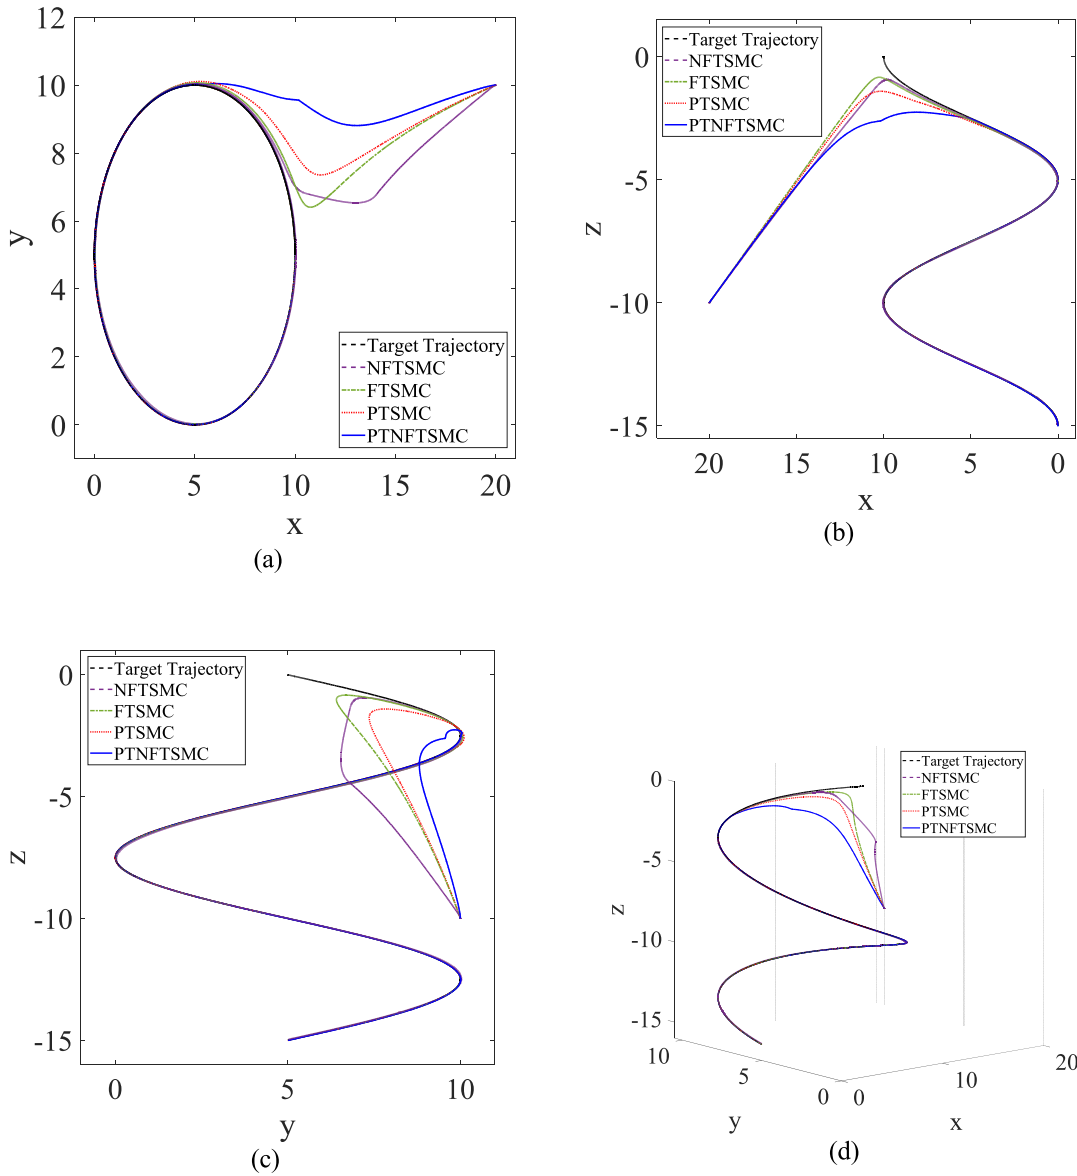 12
10
8
6
4
2
0
y
Target Trajectory
NFTSMC
FTSMC
PTSMC
PTNFTSMC
0
5
10
15
20
x
(a)
0
-5
-10
-15
z
Target Trajectory
NFTSMC
FTSMC
PTSMC
PTNFTSMC
20
15
10
5
0
x
(b)
0
-5
-10
-15
z
Target Trajectory
NFTSMC
FTSMC
PTSMC
PTNFTSMC
0
5
10
y
(c)
0
-5
-10
-15
z
Target Trajectory
NFTSMC
FTSMC
PTSMC
PTNFTSMC
10
5
0
y
0
10
20
x
(d)